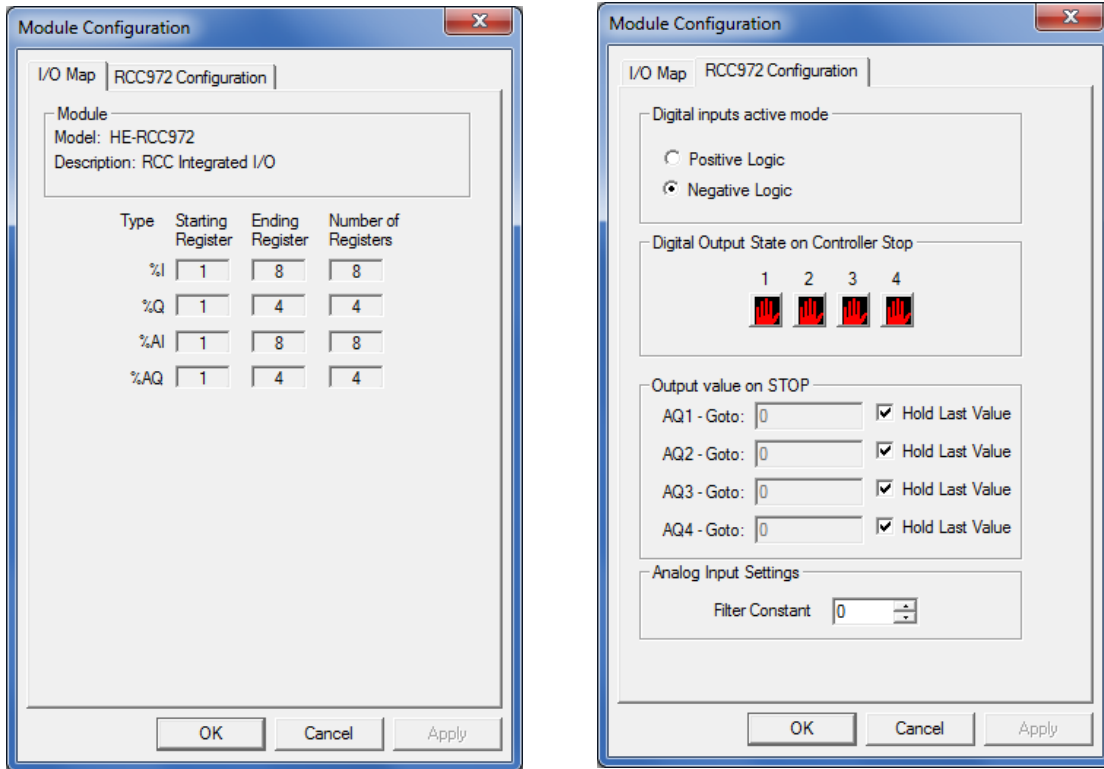 Module Configuration
I/O Map RCC972 Configuration
Module
Model: HE-RCC972
Description: RCC Integrated I/O
Type Starting Register Ending Register Number of Registers
%I 1 8 8
%Q 1 4 4
%AI 1 8 8
%AQ 1 4 4
OK Cancel Apply
Module Configuration
I/O Map RCC972 Configuration
Digital inputs active mode
Positive Logic
Negative Logic
Digital Output State on Controller Stop
1 2 3 4
Output value on STOP
AQ1 - Goto: 0 Hold Last Value
AQ2 - Goto: 0 Hold Last Value
AQ3 - Goto: 0 Hold Last Value
AQ4 - Goto: 0 Hold Last Value
Analog Input Settings
Filter Constant 0
OK Cancel Apply